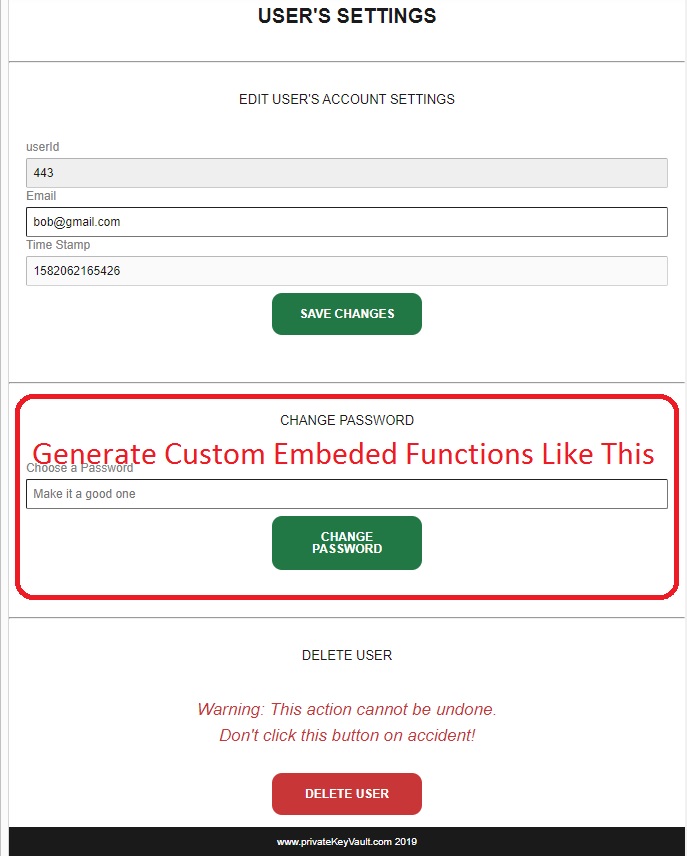 USER'S SETTINGS
EDIT USER'S ACCOUNT SETTINGS
userId
443
Email
bob@gmail.com
Time Stamp
1582062165426
SAVE CHANGES
CHANGE PASSWORD
Generate Custom Embeded Functions Like This
Choose a Password
Make it a good one
CHANGE
PASSWORD
DELETE USER
Warning: This action cannot be undone.
Don't click this button on accident!
DELETE USER
www.privateKeyVault.com 2019